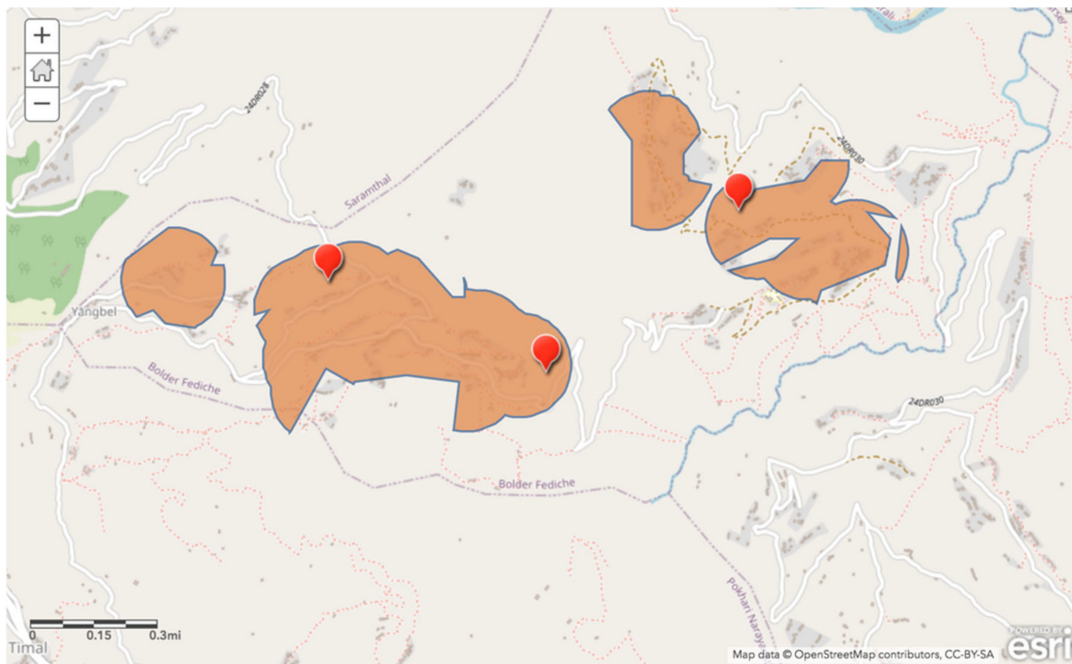 +
−
24DR028
Saramthal
24DR030
Yangbel
Bolder Fediche
24DR030
Bolder Fediche
Pokhari Naraya
0 0.15 0.3mi
Timal
Map data © OpenStreetMap contributors, CC-BY-SA
POWERED BY
esri